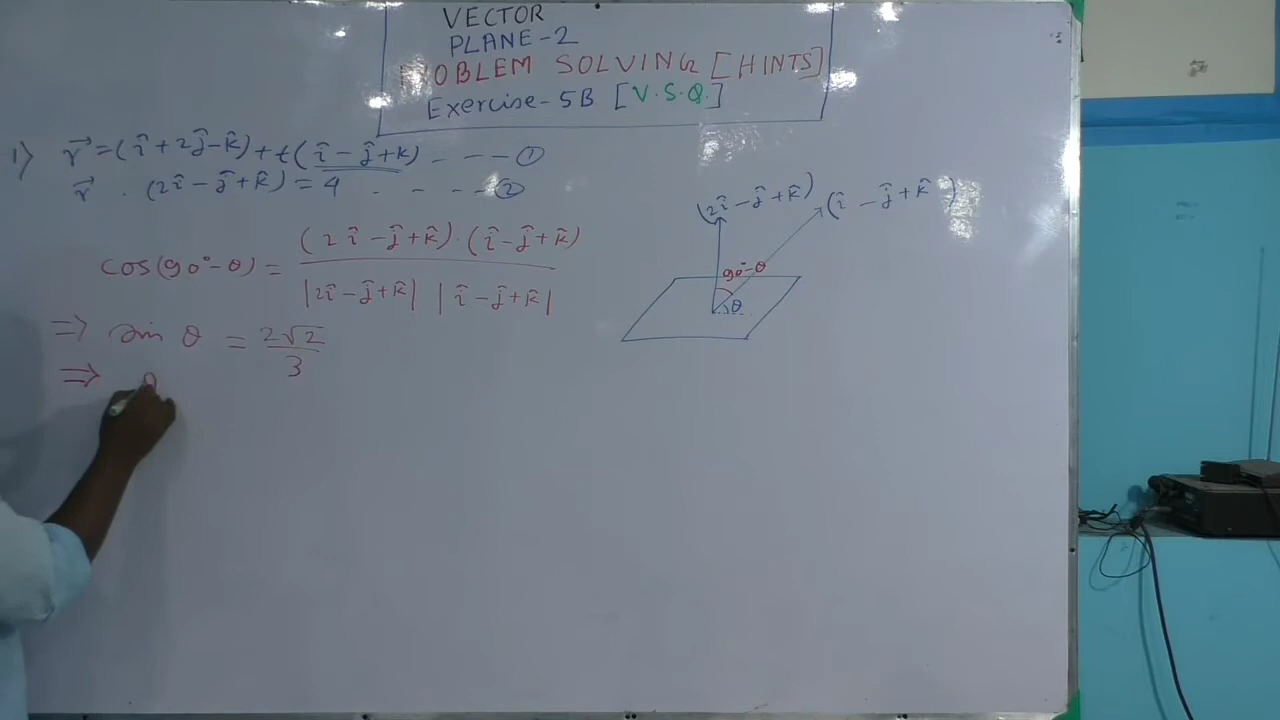 VECTOR
PLANE-2
PROBLEM SOLVING [HINTS]
Exercise-5B [V.S.Q.]
1) r⃗ = (î + 2ĵ - k̂) + t(î - ĵ + k̂) - - - - ①
r⃗ . (2î - ĵ + k̂) = 4 - - - - ②
cos(90° - θ) = (2î - ĵ + k̂) · (î - ĵ + k̂) / |2î - ĵ + k̂| |î - ĵ + k̂|
⇒ sin θ = 2√2 / 3
⇒ θ
(2î - ĵ + k̂)
(î - ĵ + k̂)
90° - θ
θ